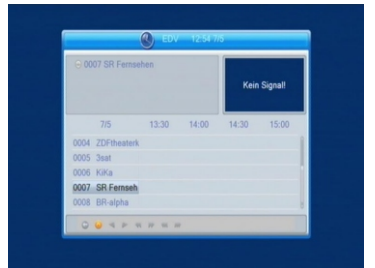 EDV 12:54 7/5
0007 SR Fernsehen
Kein Signal!
7/5 13:30 14:00 14:30 15:00
0004 ZDFtheaterk
0005 3sat
0006 KiKa
0007 SR Fernseh
0008 BR-alpha